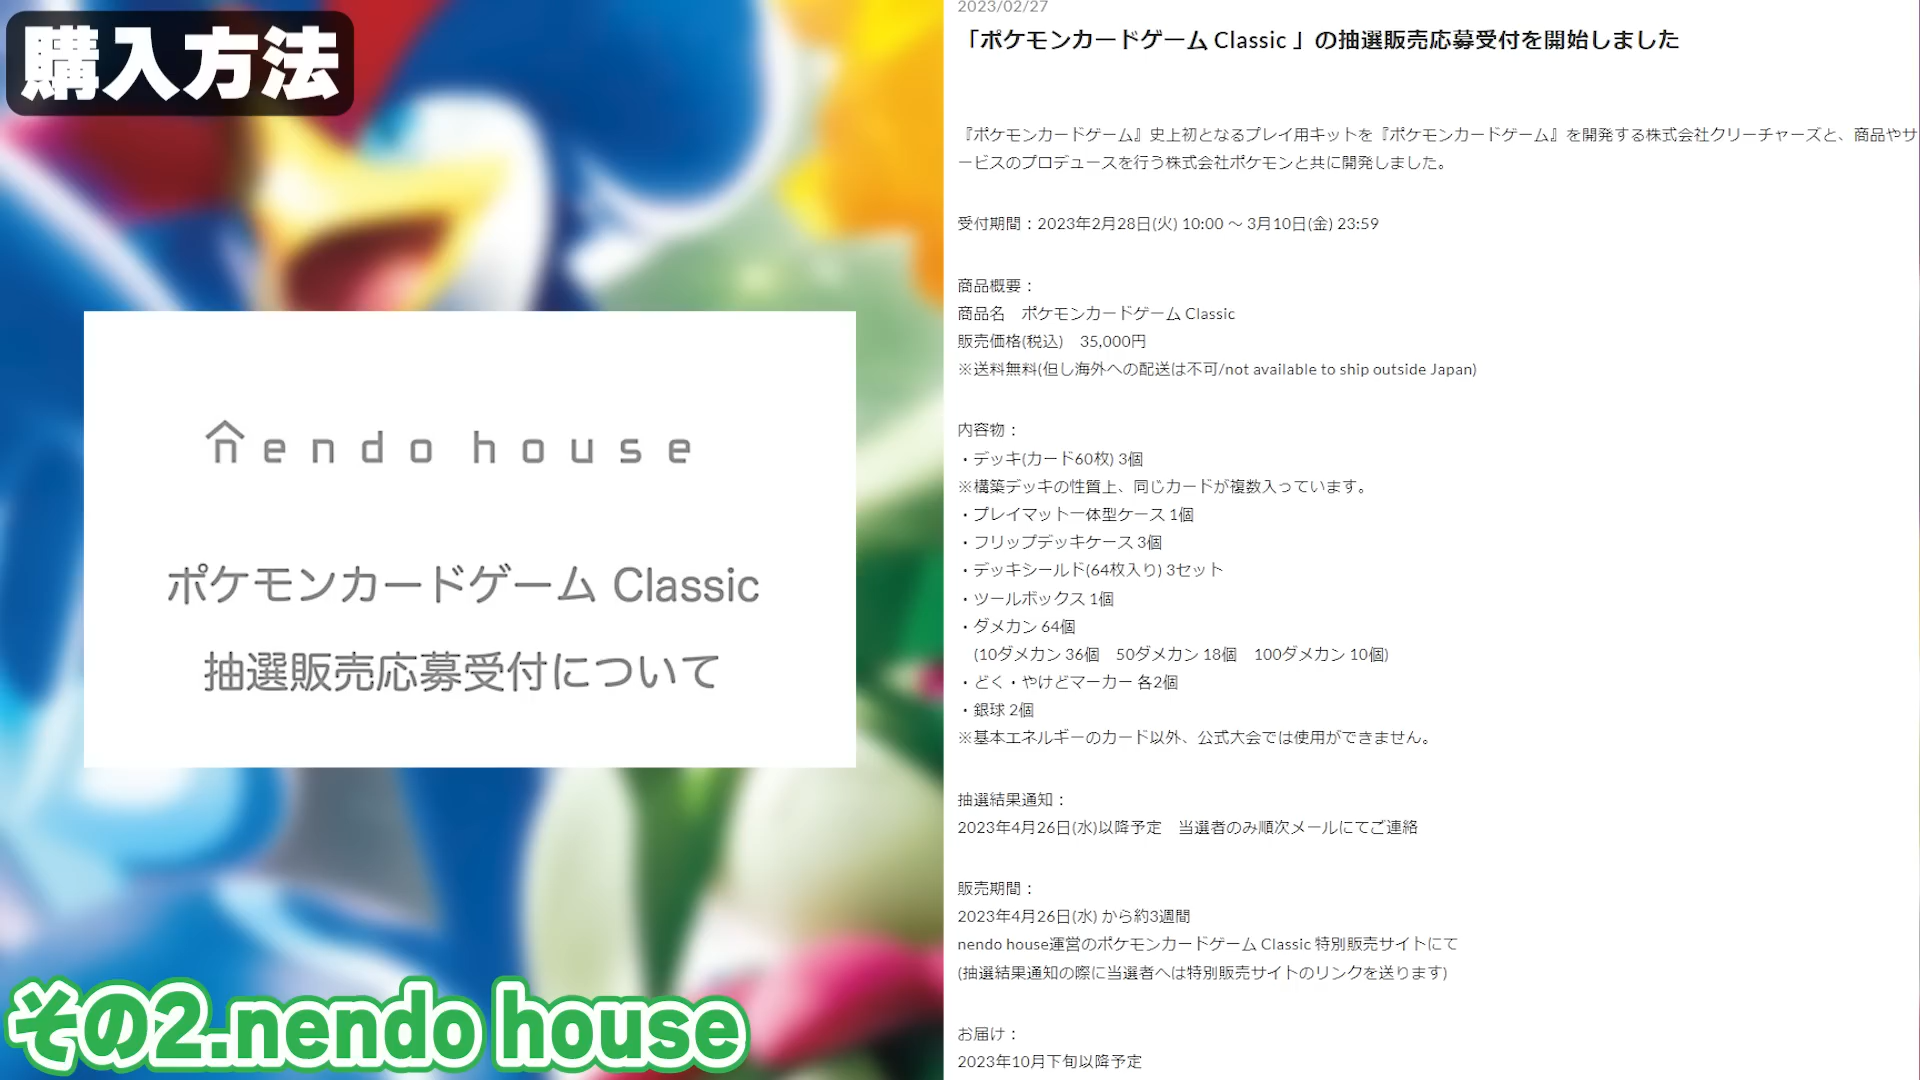 購入方法
nendo house
ポケモンカードゲーム Classic
抽選販売応募受付について
その2.nendo house
2023/02/27
「ポケモンカードゲーム Classic 」の抽選販売応募受付を開始しました
『ポケモンカードゲーム』史上初となるプレイ用キットを『ポケモンカードゲーム』を開発する株式会社クリーチャーズと、商品やサ
ービスのプロデュースを行う株式会社ポケモンと共に開発しました。
受付期間：2023年2月28日(火) 10:00 ～ 3月10日(金) 23:59
商品概要：
商品名　ポケモンカードゲーム Classic
販売価格(税込)　35,000円
※送料無料(但し海外への配送は不可/not available to ship outside Japan)
内容物：
・デッキ(カード60枚) 3個
※構築デッキの性質上、同じカードが複数入っています。
・プレイマット一体型ケース 1個
・フリップデッキケース 3個
・デッキシールド(64枚入り) 3セット
・ツールボックス 1個
・ダメカン 64個
(10ダメカン 36個　50ダメカン 18個　100ダメカン 10個)
・どく・やけどマーカー 各2個
・銀球 2個
※基本エネルギーのカード以外、公式大会では使用ができません。
抽選結果通知：
2023年4月26日(水)以降予定　当選者のみ順次メールにてご連絡
販売期間：
2023年4月26日(水) から約3週間
nendo house運営のポケモンカードゲーム Classic 特別販売サイトにて
(抽選結果通知の際に当選者へは特別販売サイトのリンクを送ります)
お届け：
2023年10月下旬以降予定